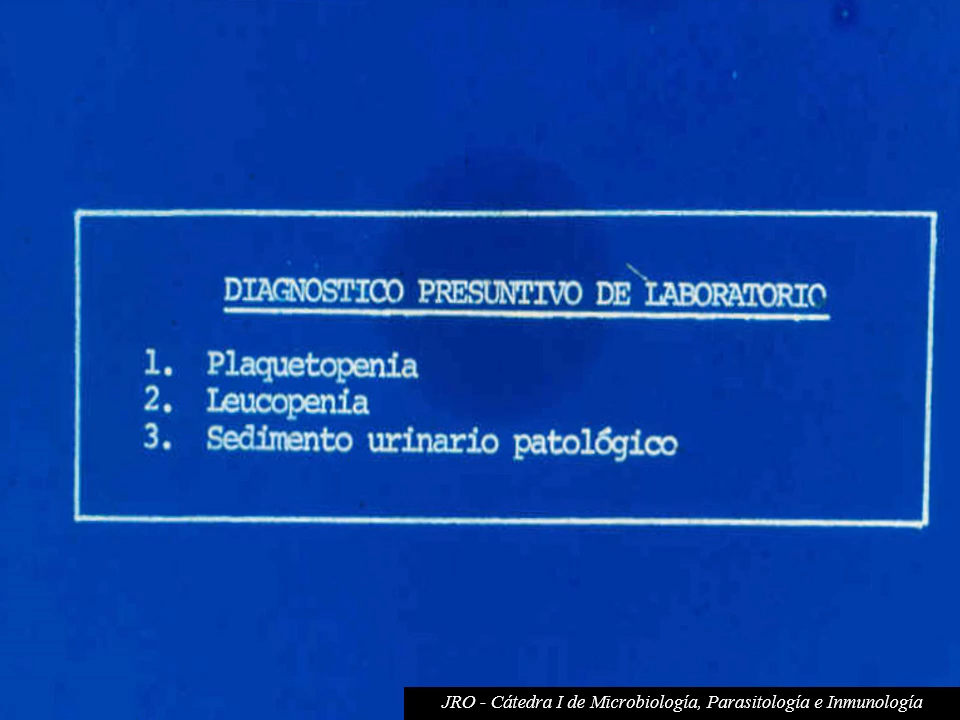 DIAGNOSTICO PRESUNTIVO DE LABORATORIO
1. Plaquetopenia
2. Leucopenia
3. Sedimento urinario patológico
JRO - Cátedra I de Microbiología, Parasitología e Inmunología